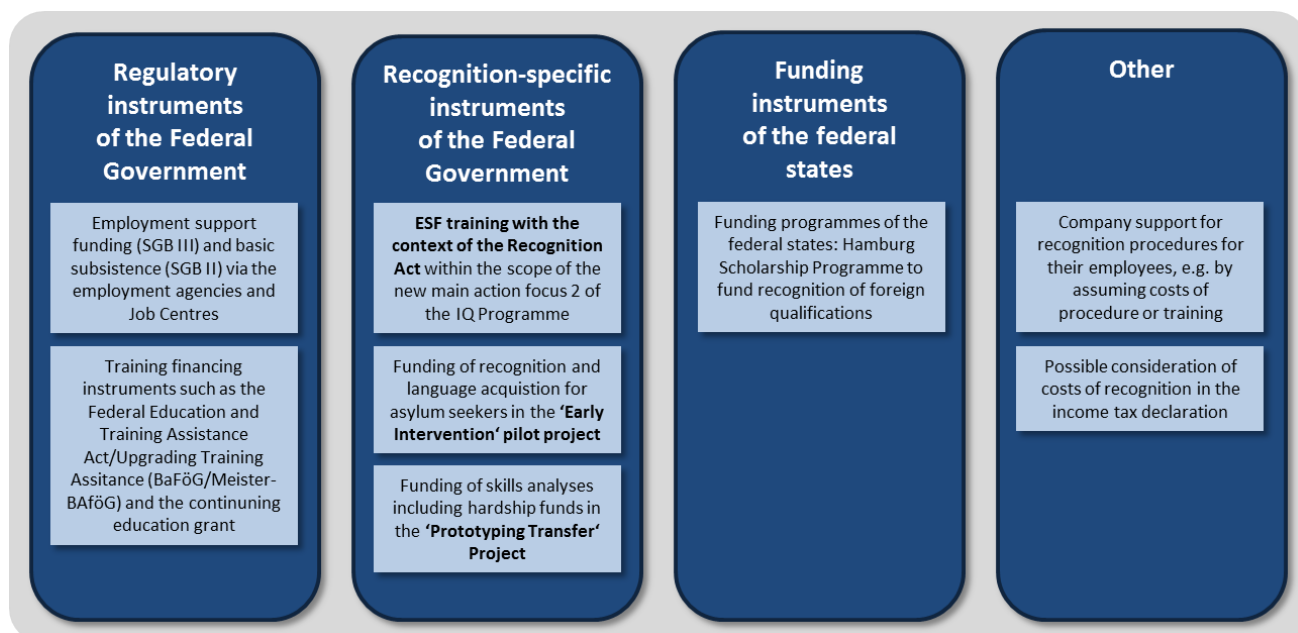 Regulatory
instruments
of the Federal
Government
Employment support
funding (SGB III) and basic
subsistence (SGB II) via the
employment agencies and
Job Centres
Training financing
instruments such as the
Federal Education and
Training Assistance
Act/Upgrading Training
Assitance (BaFöG/Meister-
BAföG) and the continuning
education grant
Recognition-specific
instruments
of the Federal
Government
ESF training with the
context of the Recognition
Act within the scope of the
new main action focus 2 of
the IQ Programme
Funding of recognition and
language acquistion for
asylum seekers in the ‘Early
Intervention‘ pilot project
Funding of skills analyses
including hardship funds in
the ‘Prototyping Transfer‘
Project
Funding
instruments
of the federal
states
Funding programmes of the
federal states: Hamburg
Scholarship Programme to
fund recognition of foreign
qualifications
Other
Company support for
recognition procedures for
their employees, e.g. by
assuming costs of
procedure or training
Possible consideration of
costs of recognition in the
income tax declaration